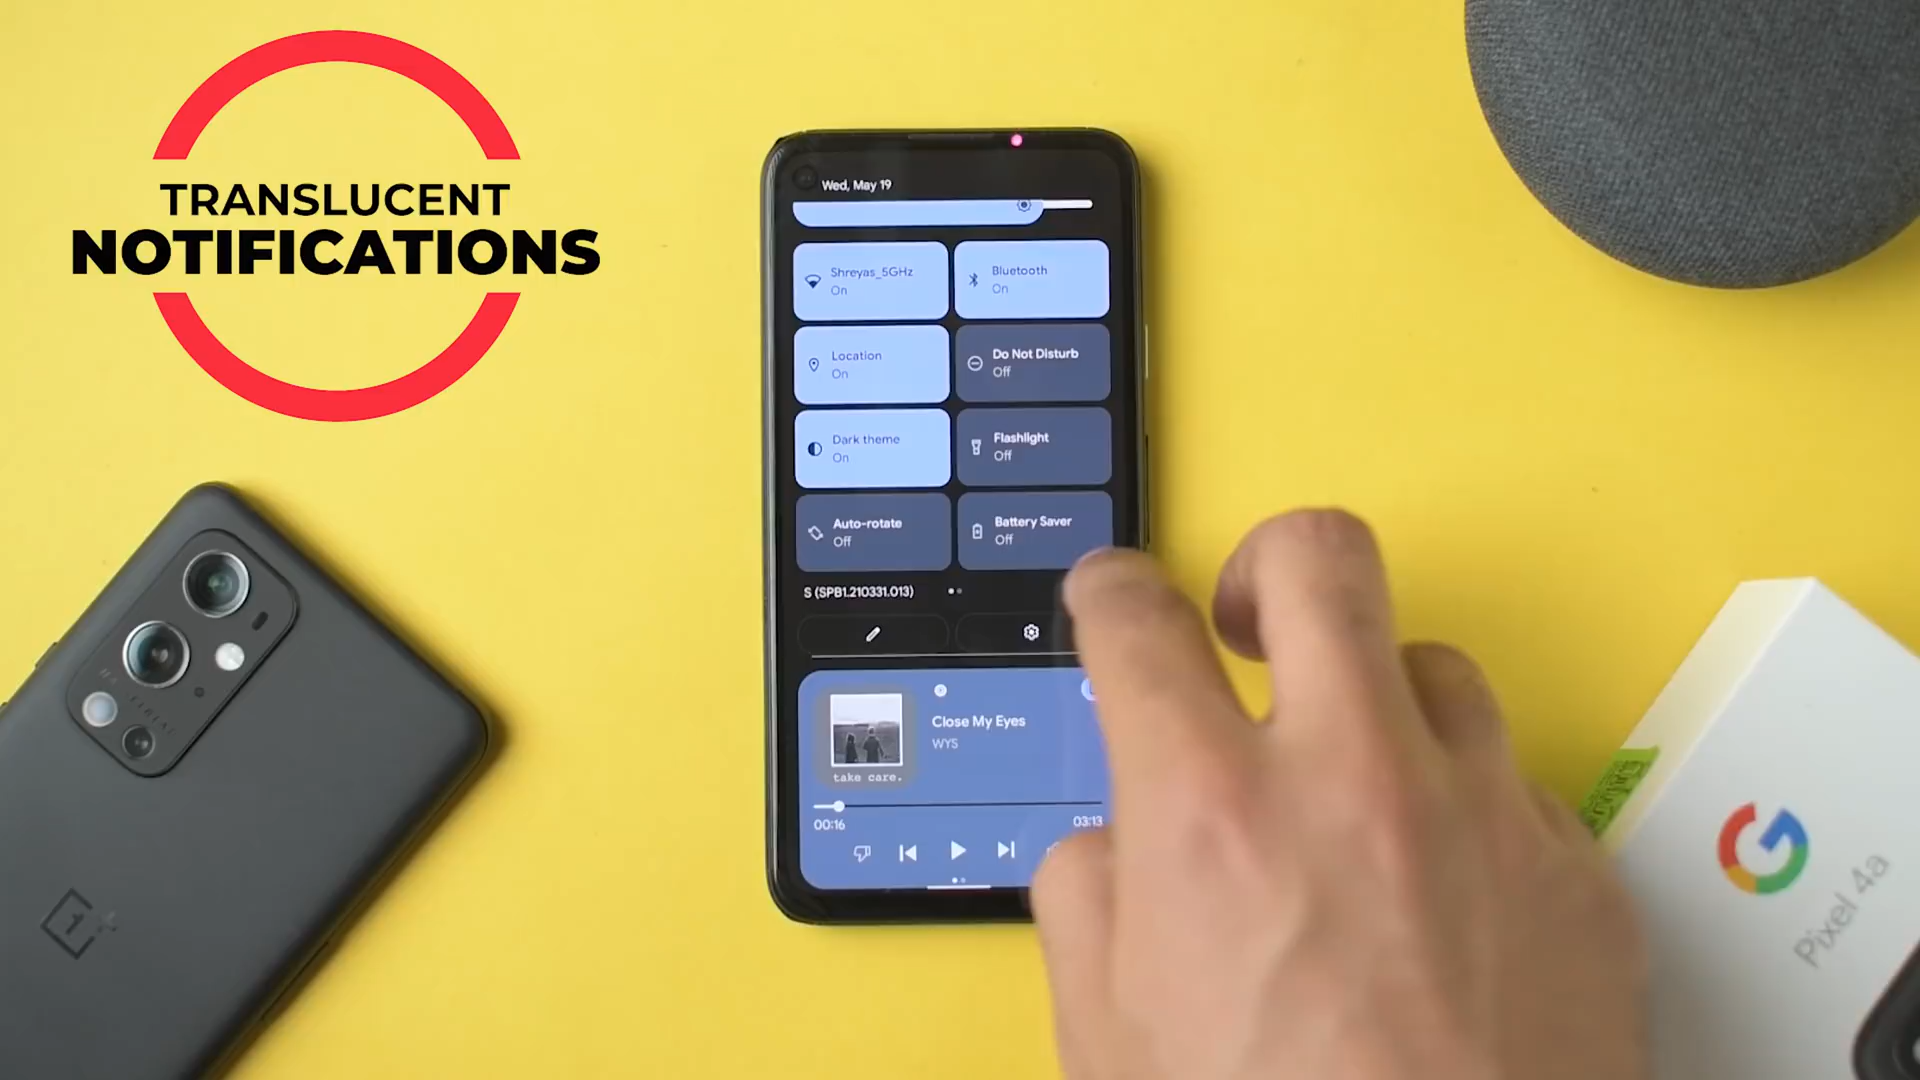 TRANSLUCENT
NOTIFICATIONS
Wed, May 19
Shreyas_5GHz
On
Bluetooth
On
Location
On
Do Not Disturb
Off
Dark theme
On
Flashlight
Off
Auto-rotate
Off
Battery Saver
Off
S (SPB1.210331.013)
Close My Eyes
WYS
take care.
00:16
03:13
Pixel 4a